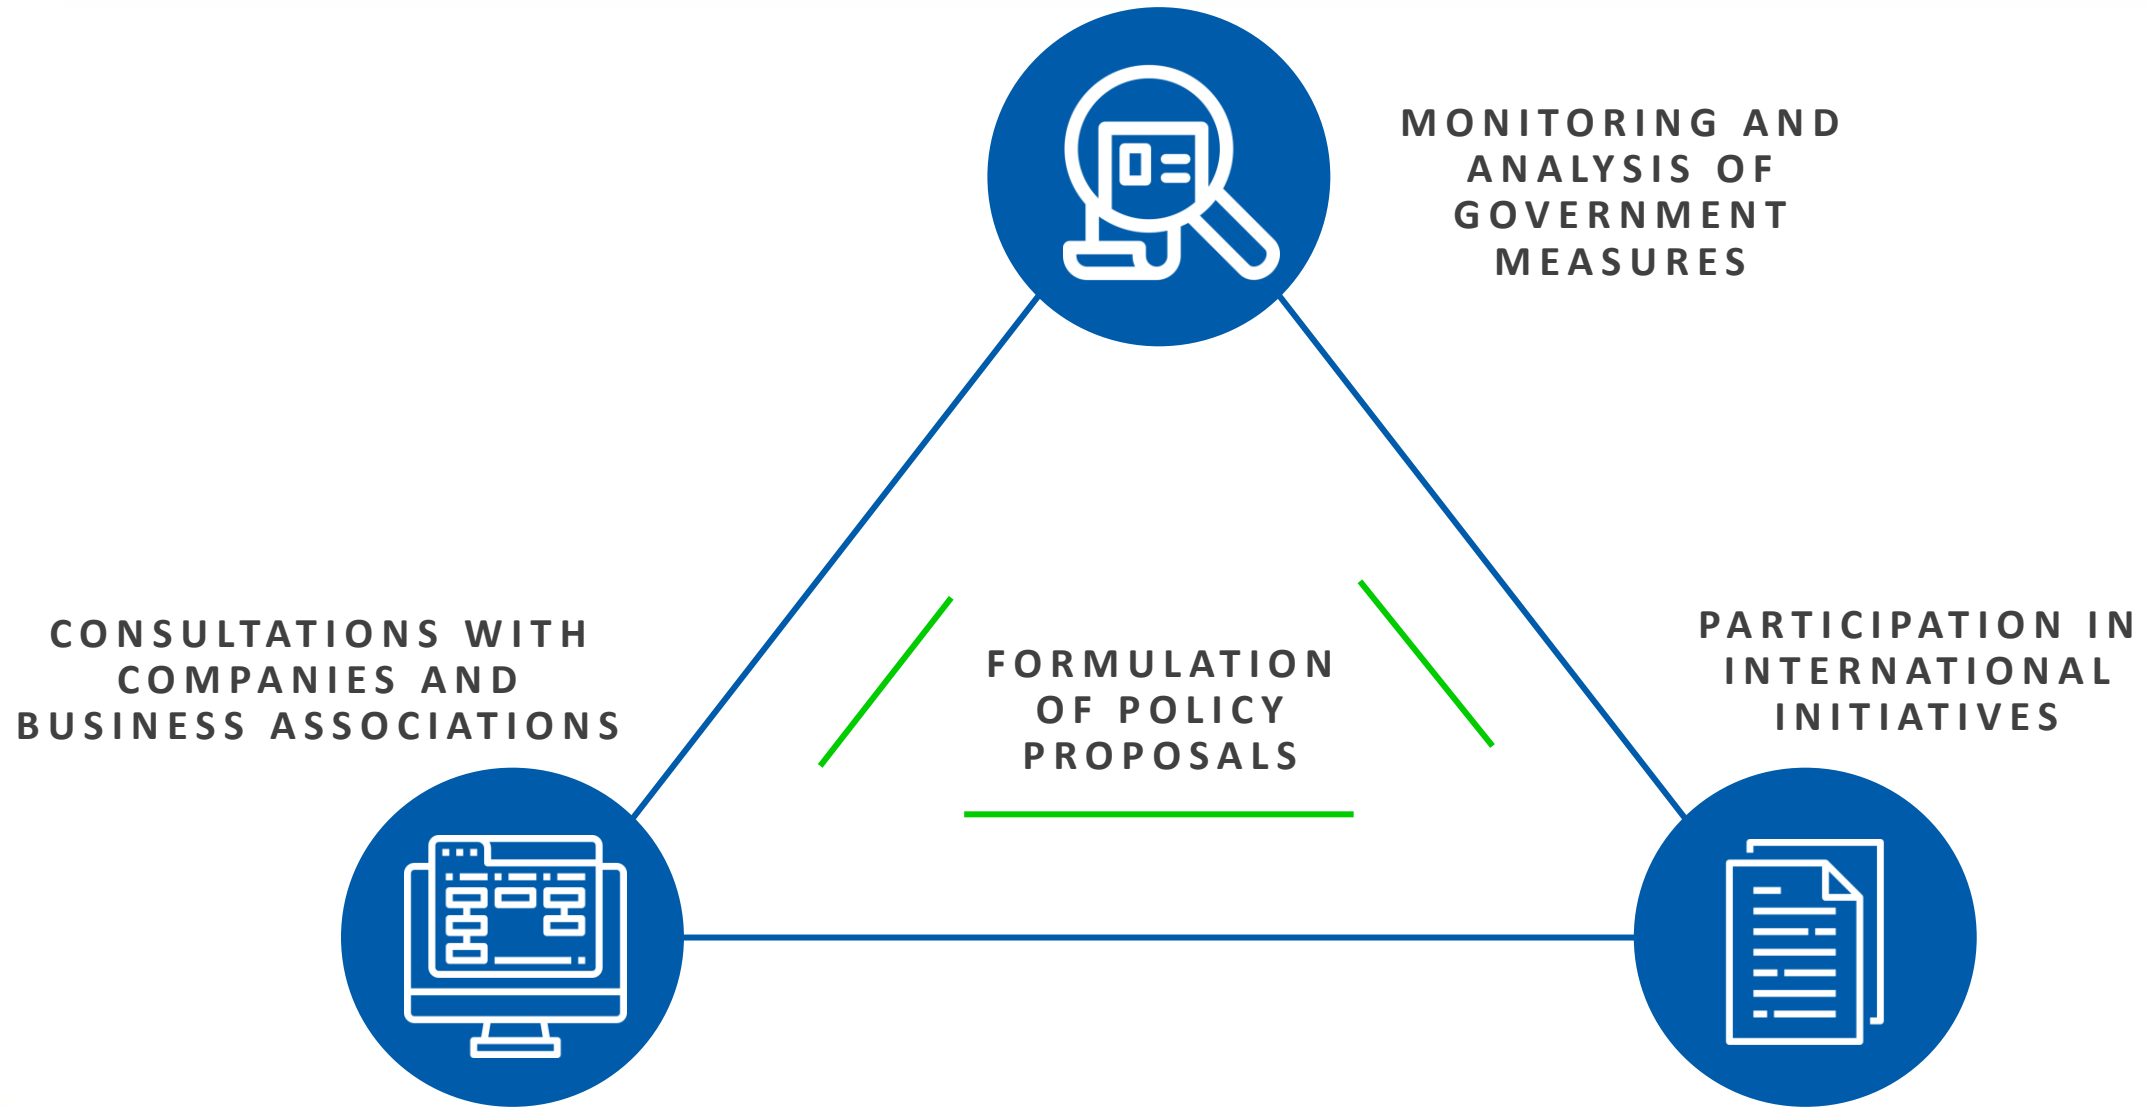 MONITORING AND
ANALYSIS OF
GOVERNMENT
MEASURES
CONSULTATIONS WITH
COMPANIES AND
BUSINESS ASSOCIATIONS
FORMULATION
OF POLICY
PROPOSALS
PARTICIPATION IN
INTERNATIONAL
INITIATIVES